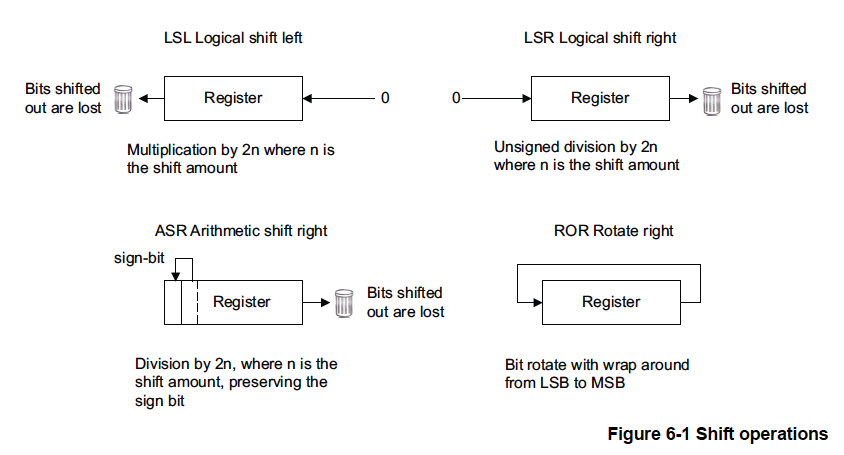 LSL Logical shift left
Bits shifted
out are lost
Register
0
Multiplication by 2n where n is
the shift amount
LSR Logical shift right
0
Register
Bits shifted
out are lost
Unsigned division by 2n
where n is the shift amount
ASR Arithmetic shift right
sign-bit
Register
Bits shifted
out are lost
Division by 2n, where n is the
shift amount, preserving the
sign bit
ROR Rotate right
Register
Bit rotate with wrap around
from LSB to MSB
Figure 6-1 Shift operations